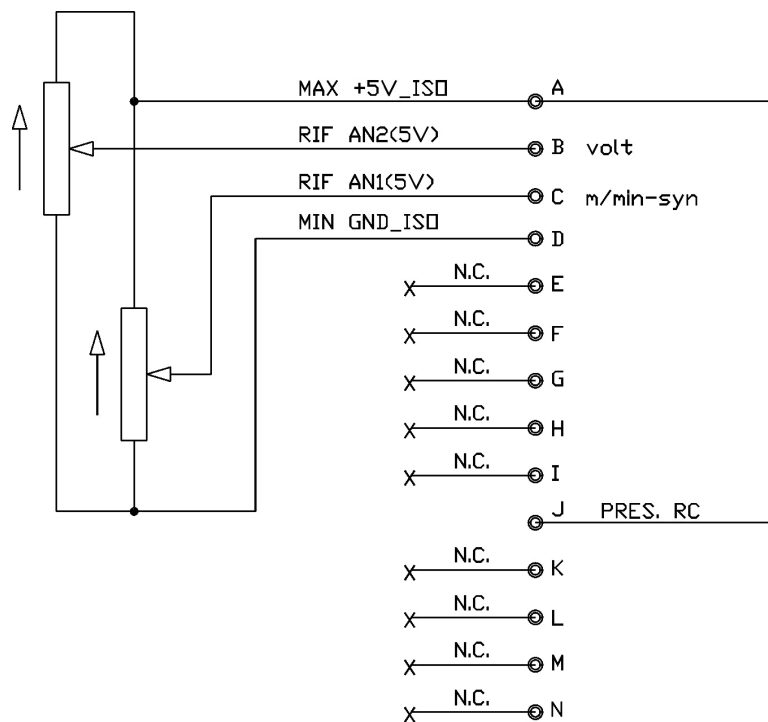 MAX +5V_ISO A
RIF AN2(5V) B volt
RIF AN1(5V) C m/min-syn
MIN GND_ISO D
N.C. E
N.C. F
N.C. G
N.C. H
N.C. I
J PRES. RC
N.C. K
N.C. L
N.C. M
N.C. N